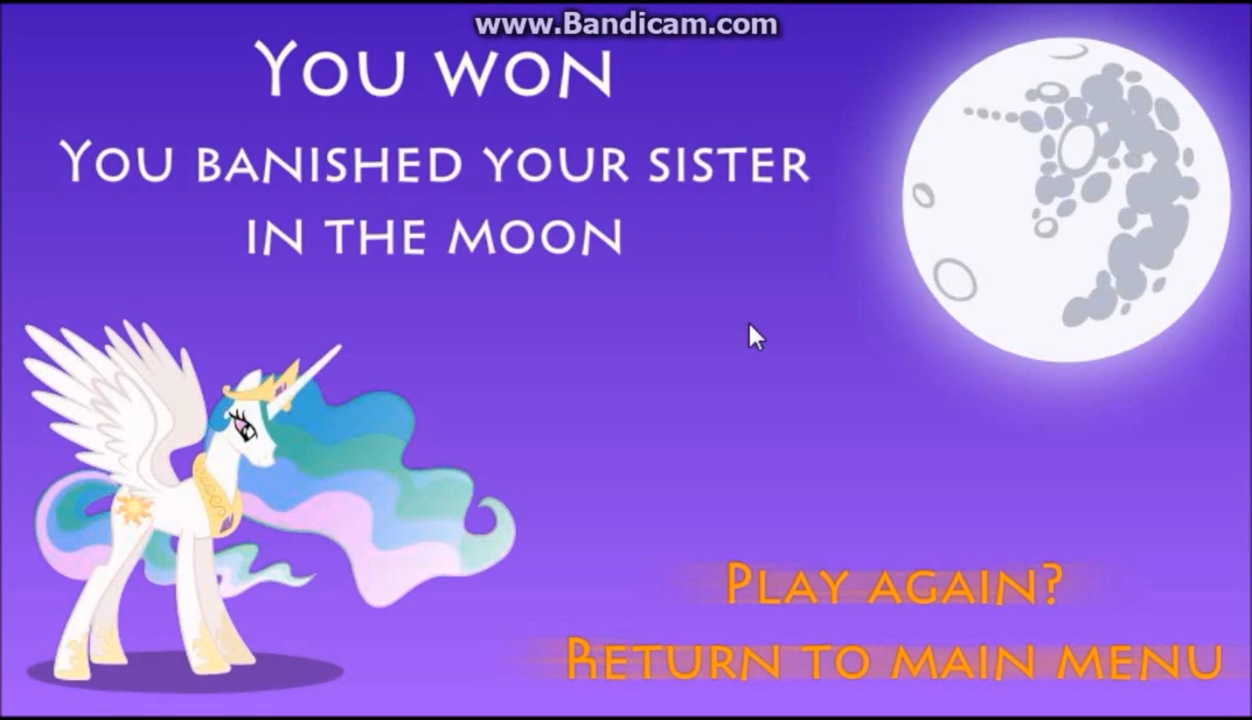 www.Bandicam.com
You won
You banished your sister
in the moon
Play again?
Return to main menu